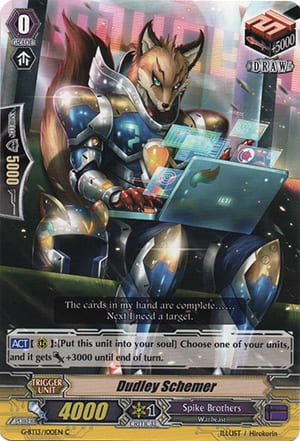 0
GRADE
+5000
DRAW
5000
The cards in my hand are complete......
Next I need a target.
ACT [ ]:[Put this unit into your soul] Choose one of your units,
and it gets +3000 until end of turn.
Dudley Schemer
TRIGGER
UNIT
POWER
4000
1
CRITICAL
Spike Brothers
Warbeast
G-BT13/100EN C
ILLUST / Hirokorin